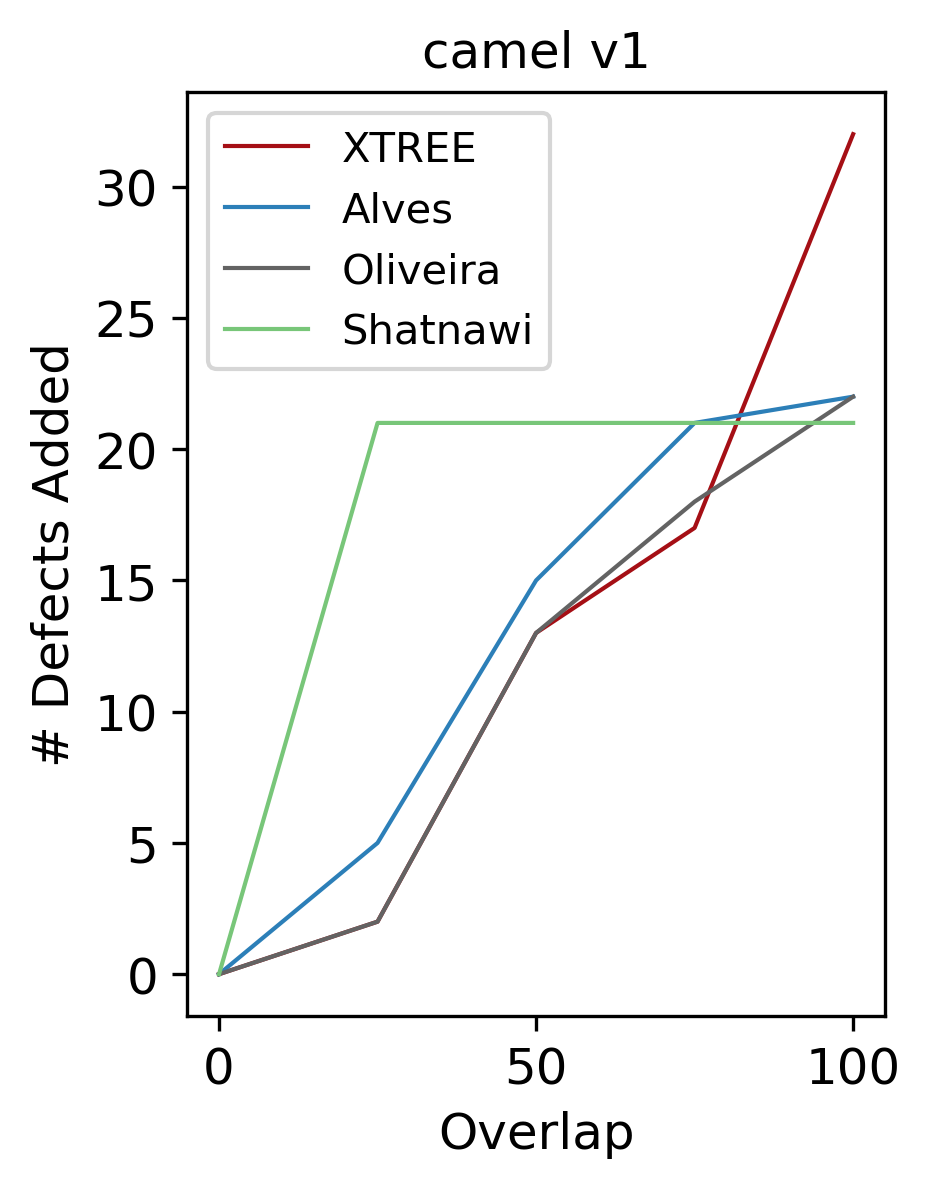 camel v1
XTREE
Alves
Oliveira
Shatnawi
# Defects Added
30
25
20
15
10
5
0
0 50 100
Overlap